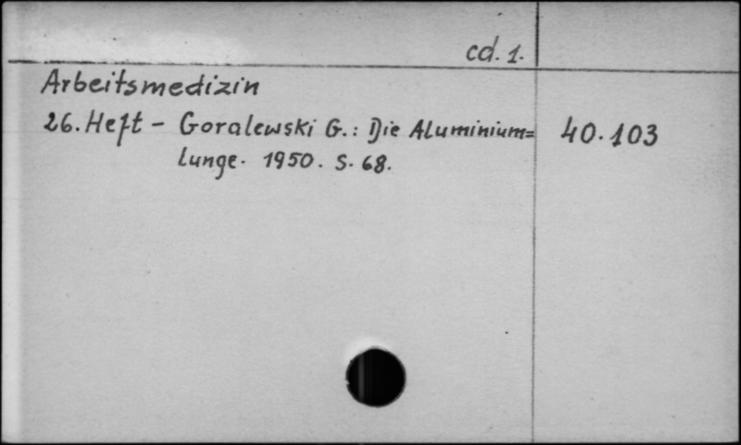 cd. 1.
Arbeitsmedizin
26. Heft - Goralewski G.: Die Aluminium= 40.103
lunge. 1950. S. 68.